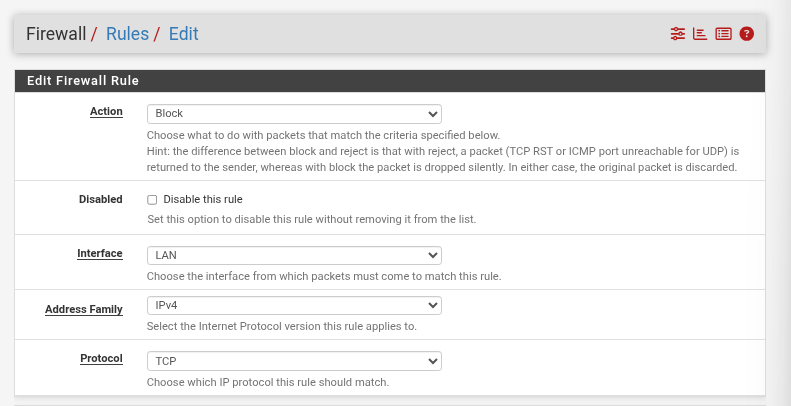 Firewall / Rules / Edit
Edit Firewall Rule
Action
Block
Choose what to do with packets that match the criteria specified below.
Hint: the difference between block and reject is that with reject, a packet (TCP RST or ICMP port unreachable for UDP) is
returned to the sender, whereas with block the packet is dropped silently. In either case, the original packet is discarded.
Disabled
Disable this rule
Set this option to disable this rule without removing it from the list.
Interface
LAN
Choose the interface from which packets must come to match this rule.
Address Family
IPv4
Select the Internet Protocol version this rule applies to.
Protocol
TCP
Choose which IP protocol this rule should match.